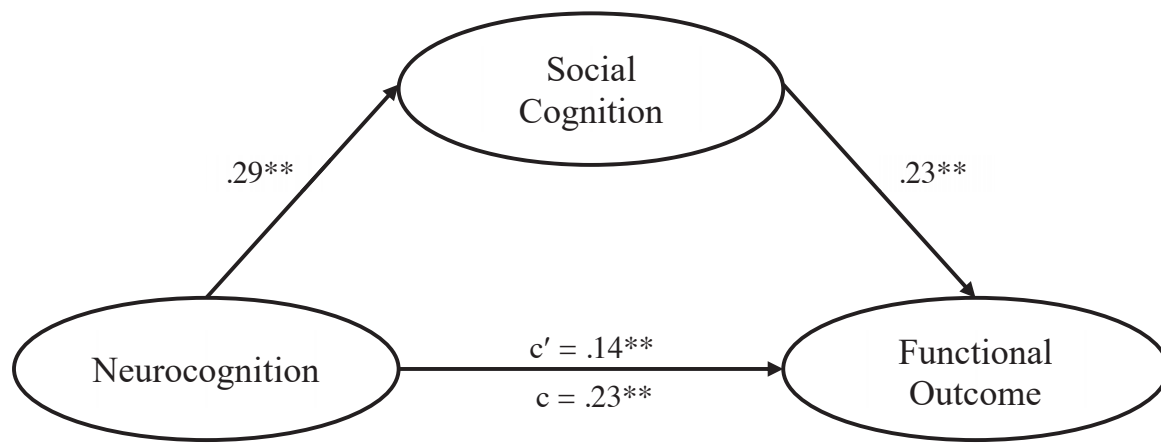 Social
Cognition
.29**
.23**
Neurocognition
c′ = .14**
c = .23**
Functional
Outcome